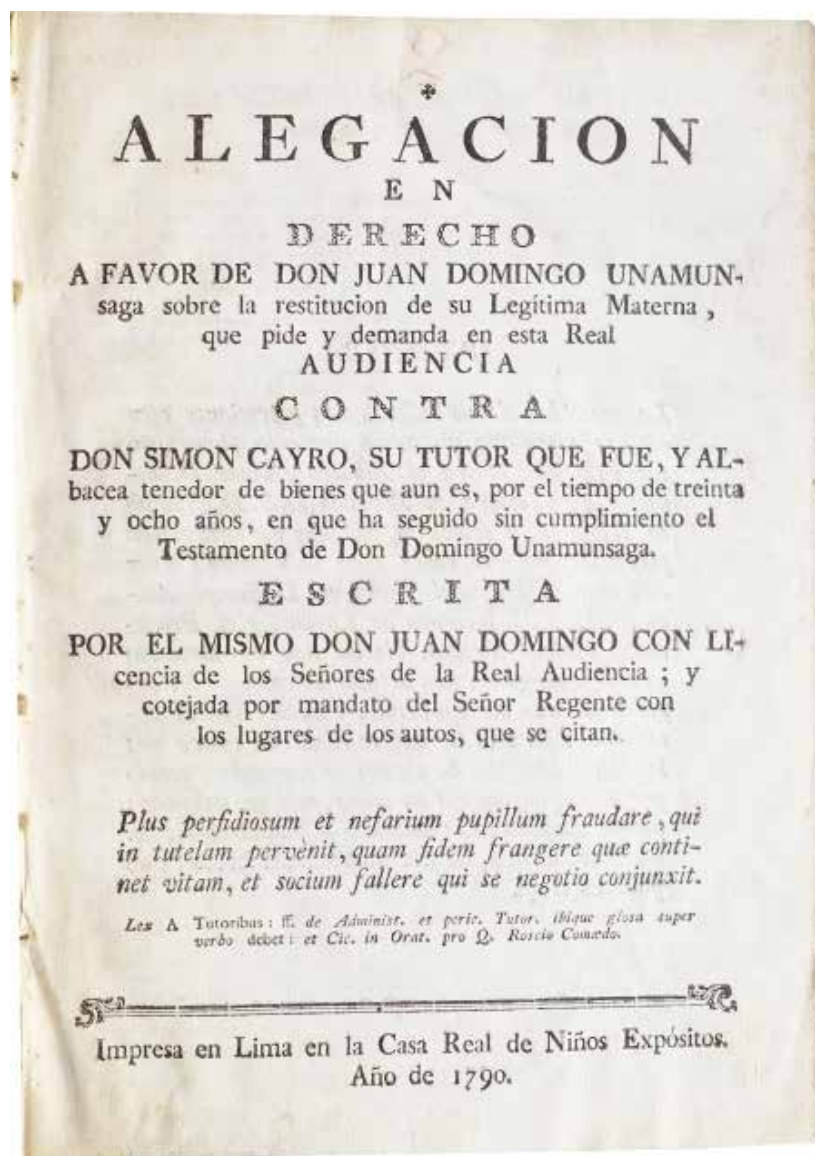 ALEGACION
EN
DERECHO
A FAVOR DE DON JUAN DOMINGO UNAMUN-
saga sobre la restitucion de su Legítima Materna ,
que pide y demanda en esta Real
AUDIENCIA
CONTRA
DON SIMON CAYRO, SU TUTOR QUE FUE, Y AL-
bacea tenedor de bienes que aun es, por el tiempo de treinta
y ocho años, en que ha seguido sin cumplimiento el
Testamento de Don Domingo Unamunsaga.
ESCRITA
POR EL MISMO DON JUAN DOMINGO CON LI-
cencia de los Señores de la Real Audiencia ; y
cotejada por mandato del Señor Regente con
los lugares de los autos, que se citan.
Plus perfidiosum et nefarium pupillum fraudare , qui
in tutelam pervènit, quam fidem frangere quæ conti-
net vitam, et socium fallere qui se negotio conjunxit.
Lex A Tutoribus : ff. de Administ. et peric. Tutor. ibique glosa super
verbo debet : et Cic. in Orat. pro Q. Roscio Comædo.
Impresa en Lima en la Casa Real de Niños Expósitos.
Año de 1790.